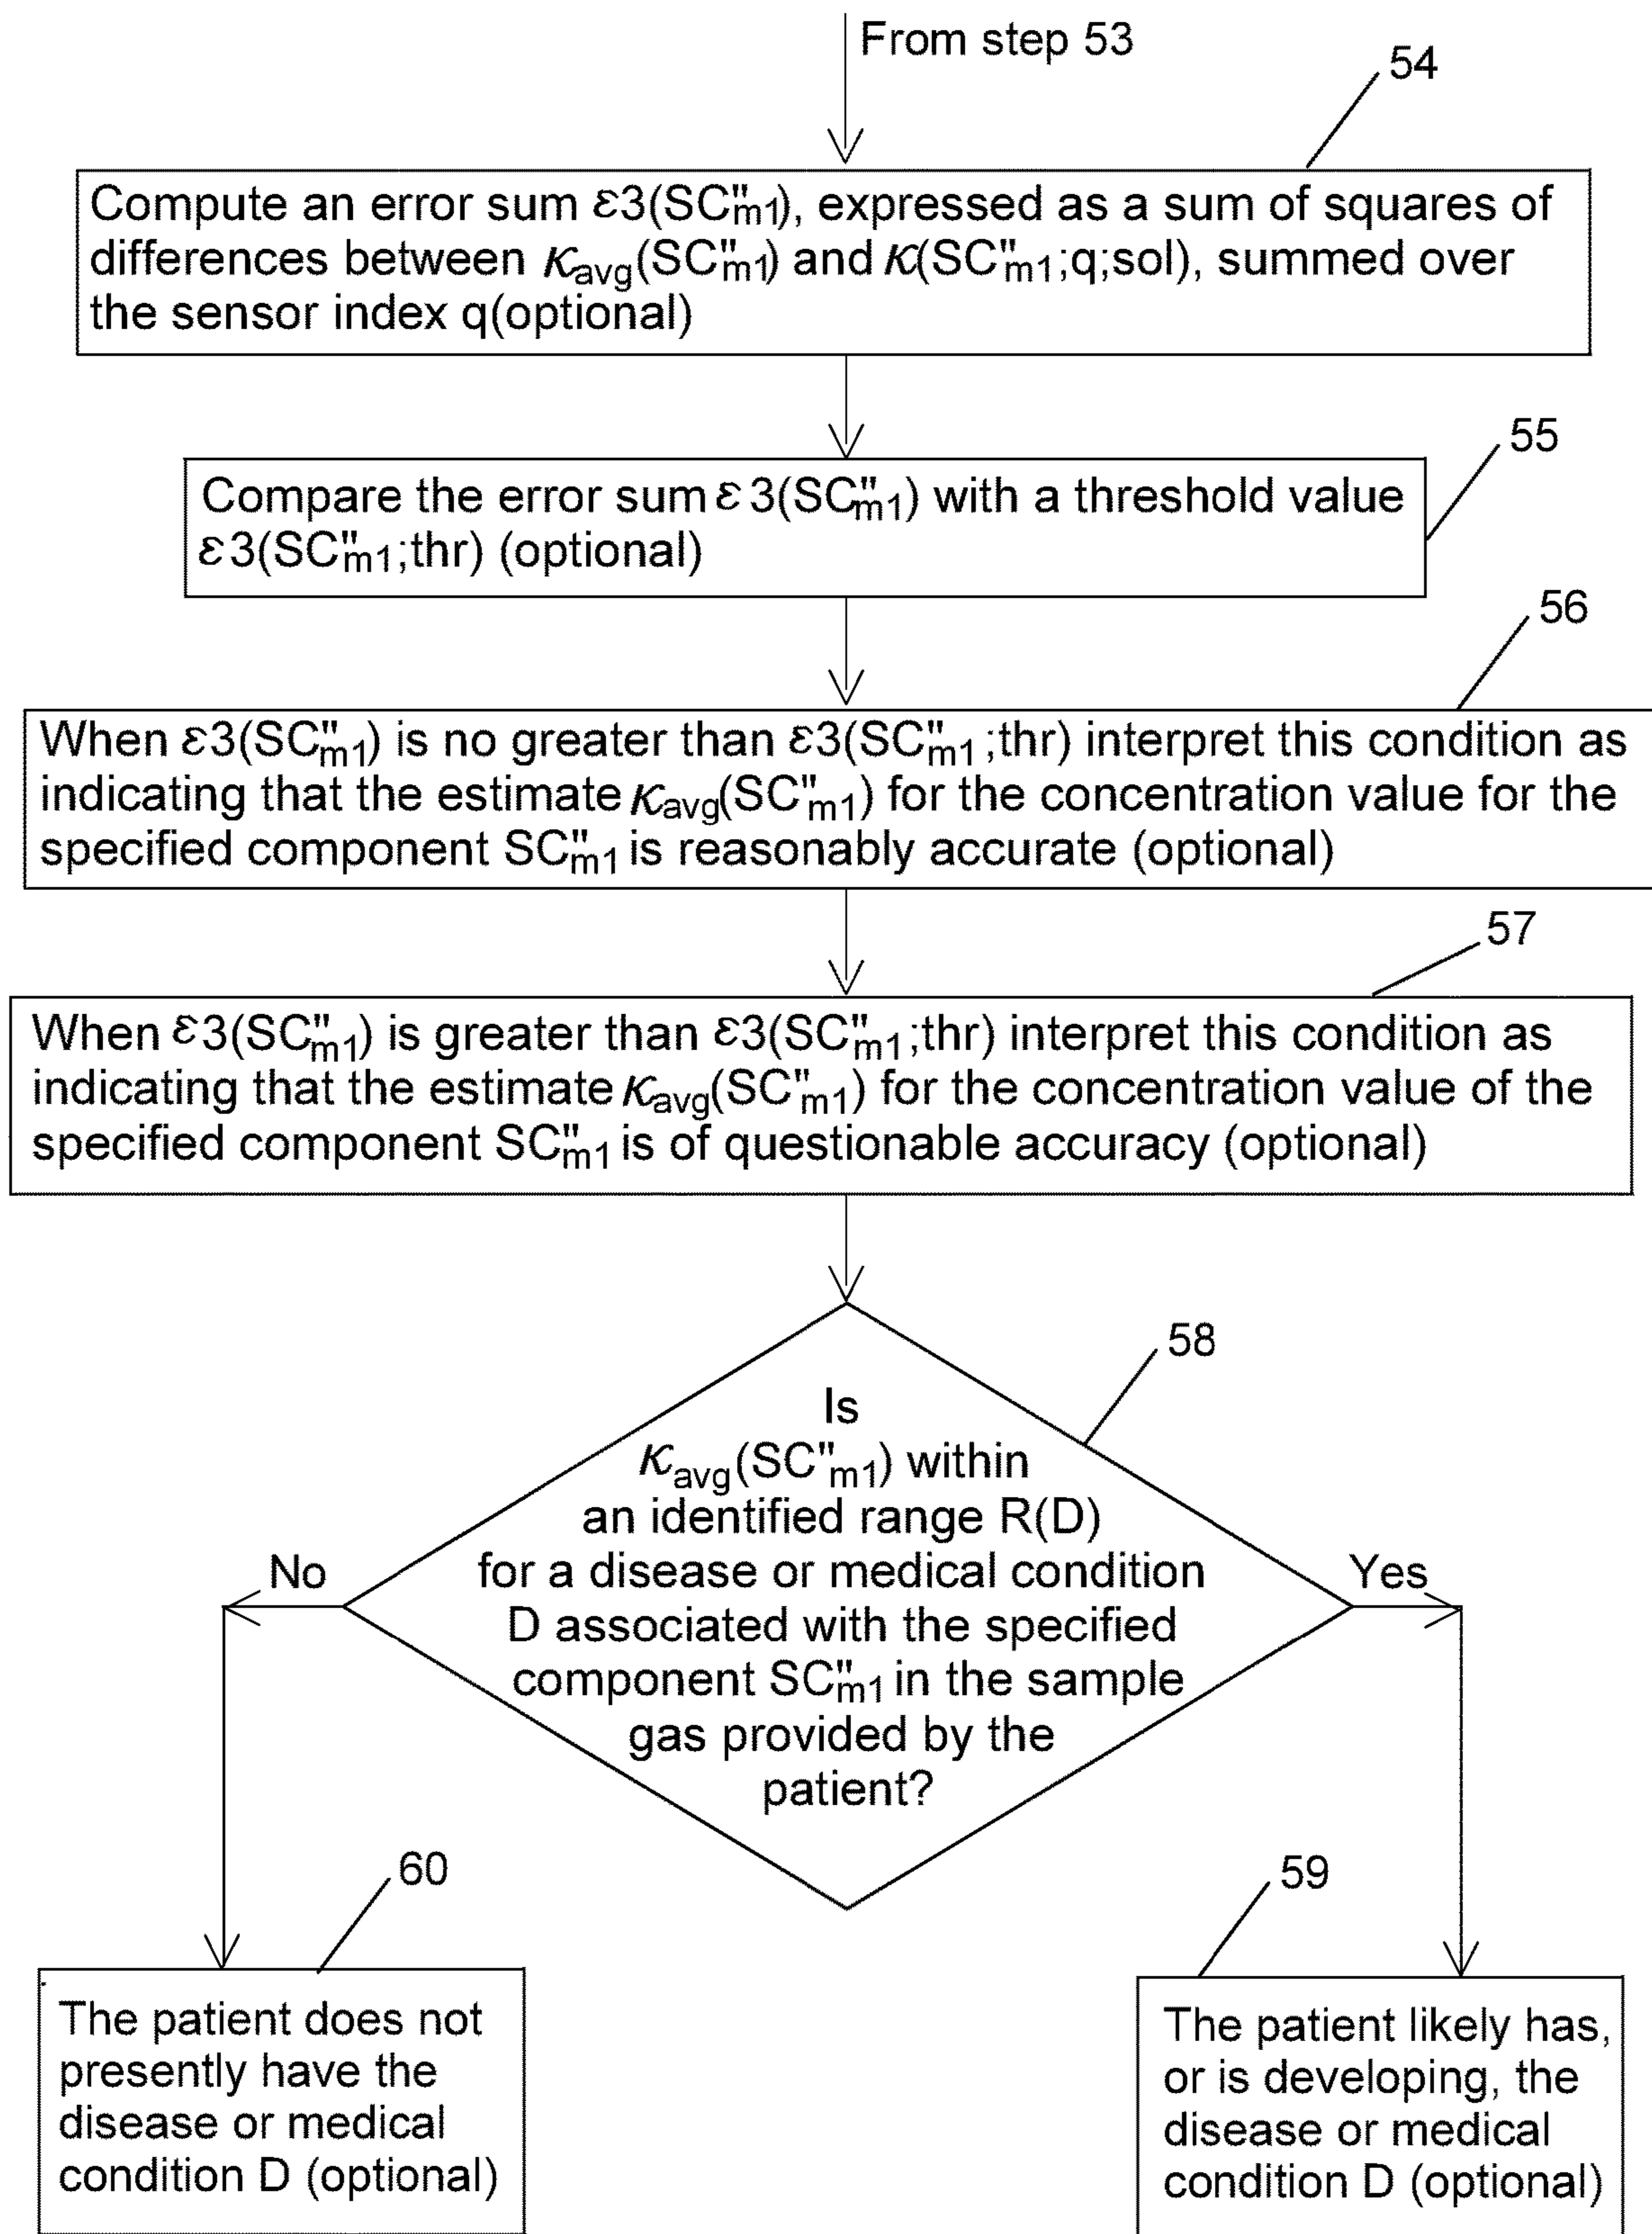 From step 53
54
Compute an error sum ε3(SC"m1), expressed as a sum of squares of
differences between κavg(SC"m1) and κ(SC"m1;q;sol), summed over
the sensor index q(optional)
55
Compare the error sum ε3(SC"m1) with a threshold value
ε3(SC"m1;thr) (optional)
56
When ε3(SC"m1) is no greater than ε3(SC"m1;thr) interpret this condition as
indicating that the estimate κavg(SC"m1) for the concentration value for the
specified component SC"m1 is reasonably accurate (optional)
57
When ε3(SC"m1) is greater than ε3(SC"m1;thr) interpret this condition as
indicating that the estimate κavg(SC"m1) for the concentration value of the
specified component SC"m1 is of questionable accuracy (optional)
58
Is
κavg(SC"m1) within
an identified range R(D)
for a disease or medical condition
D associated with the specified
component SC"m1 in the sample
gas provided by the
patient?
No
Yes
60
The patient does not
presently have the
disease or medical
condition D (optional)
59
The patient likely has,
or is developing, the
disease or medical
condition D (optional)